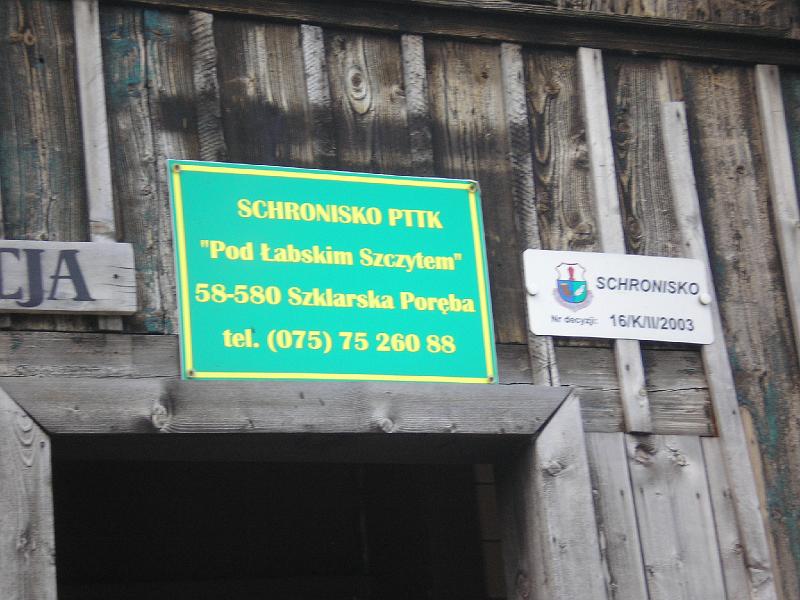 CJA
SCHRONISKO PTTK
"Pod Łabskim Szczytem"
58-580 Szklarska Poręba
tel. (075) 75 260 88
SCHRONISKO
Nr decyzji: 16/K/II/2003